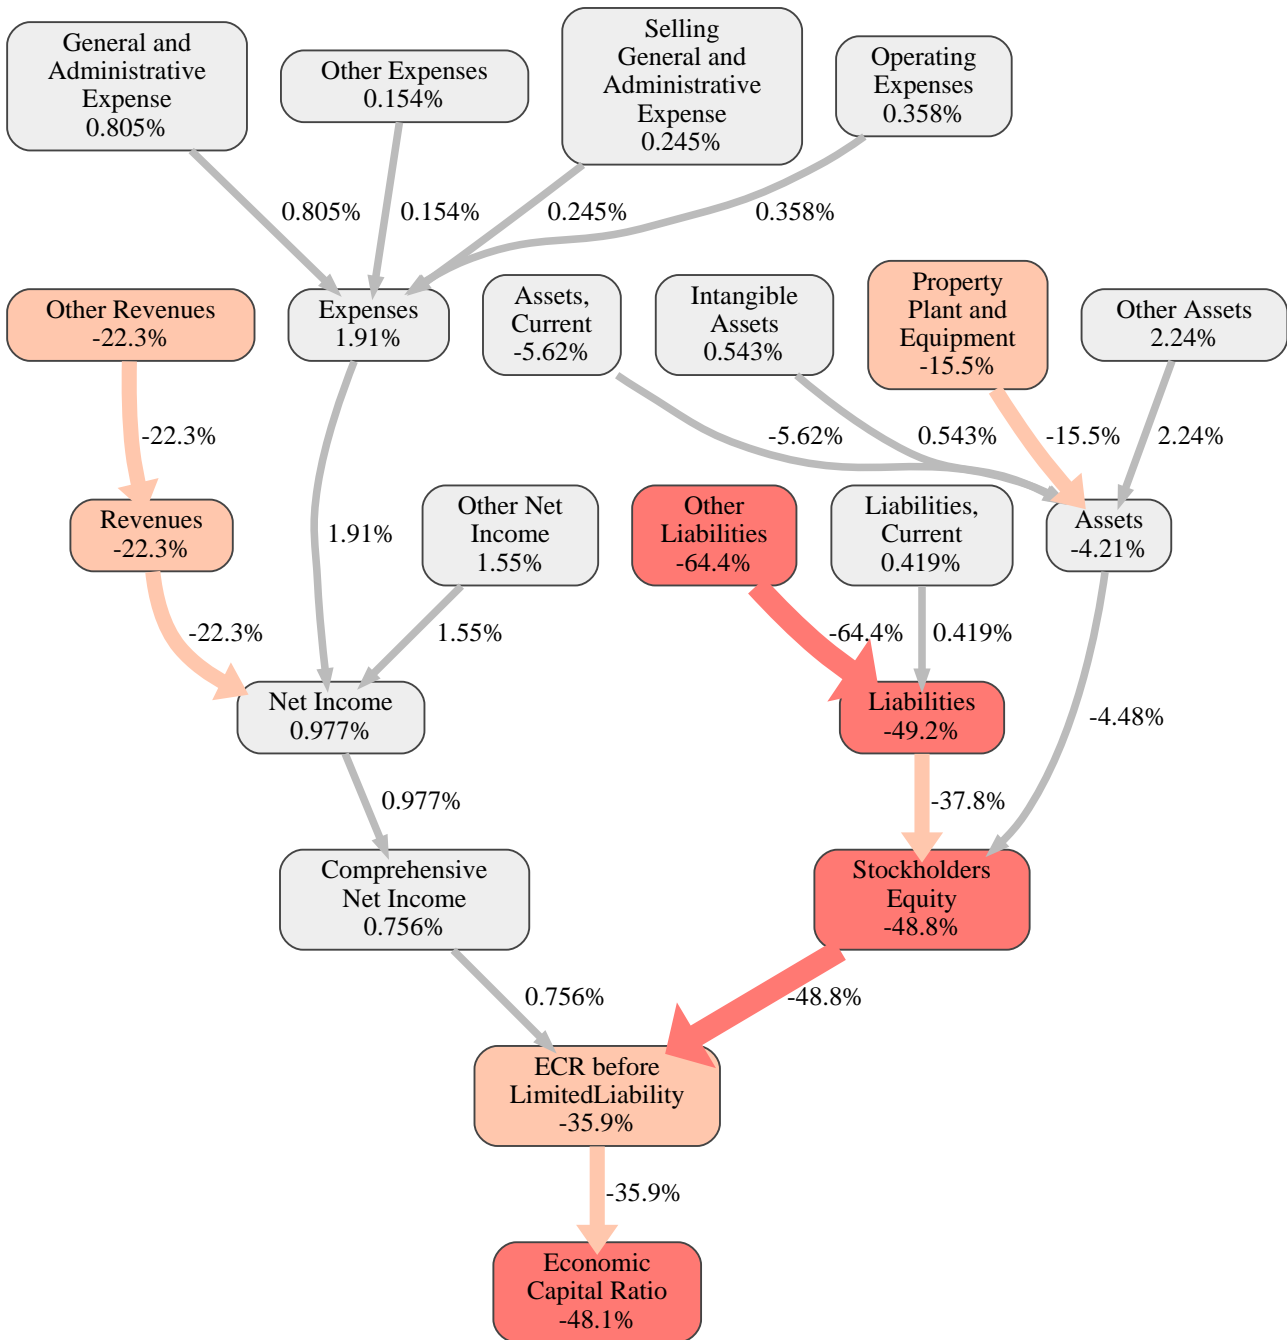 General and
Administrative
Expense
0.805%
Other Expenses
0.154%
Selling
General and
Administrative
Expense
0.245%
Operating
Expenses
0.358%
0.805%
0.154%
0.245%
0.358%
Other Revenues
-22.3%
Expenses
1.91%
Assets,
Current
-5.62%
Intangible
Assets
0.543%
Property
Plant and
Equipment
-15.5%
Other Assets
2.24%
-22.3%
-5.62%
0.543%
-15.5%
2.24%
Revenues
-22.3%
1.91%
Other Net
Income
1.55%
Other
Liabilities
-64.4%
Liabilities,
Current
0.419%
Assets
-4.21%
-22.3%
1.55%
-64.4%
0.419%
Net Income
0.977%
Liabilities
-49.2%
-4.48%
0.977%
-37.8%
Comprehensive
Net Income
0.756%
Stockholders
Equity
-48.8%
0.756%
-48.8%
ECR before
LimitedLiability
-35.9%
-35.9%
Economic
Capital Ratio
-48.1%